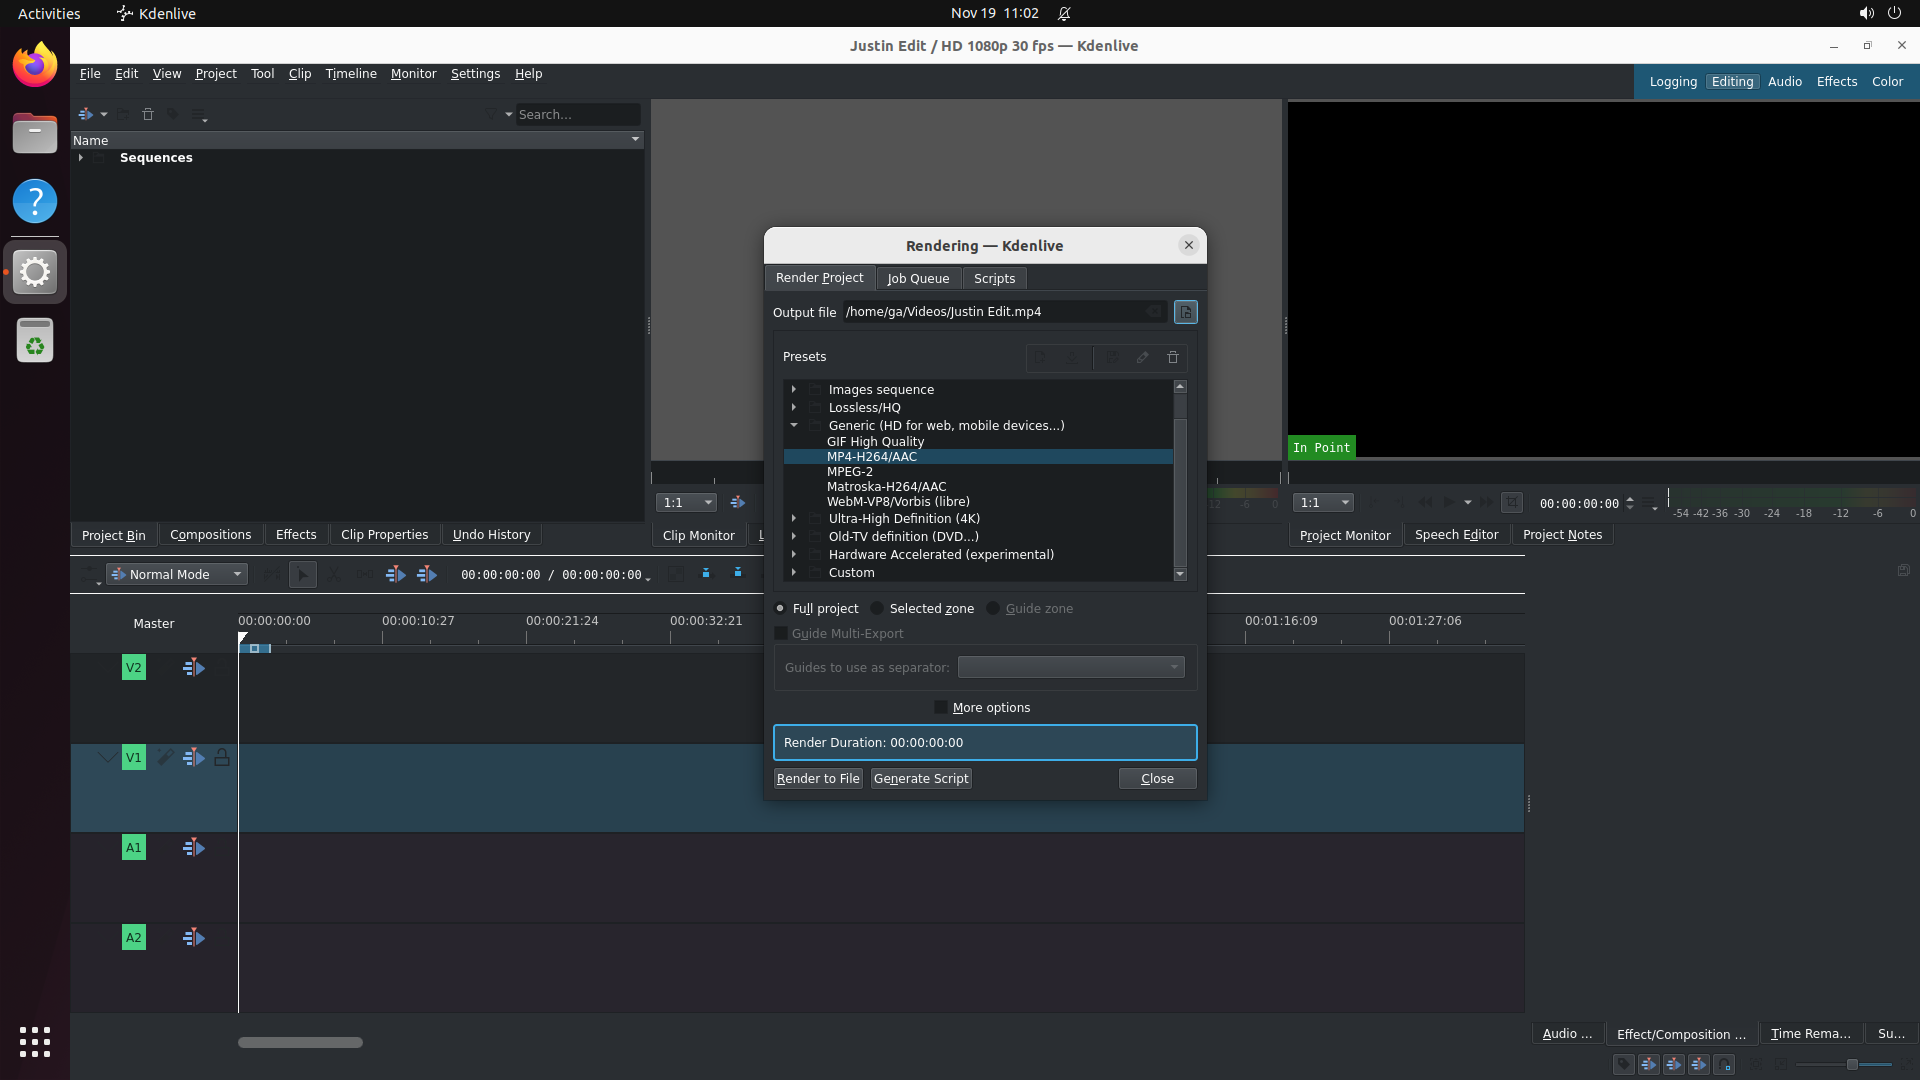 Activities Kdenlive Nov 19 11:02
Justin Edit / HD 1080p 30 fps — Kdenlive
File Edit View Project Tool Clip Timeline Monitor Settings Help
Logging Editing Audio Effects Color
Search...
Name
Sequences
Rendering — Kdenlive
Render Project Job Queue Scripts
Output file /home/ga/Videos/Justin Edit.mp4
Presets
Images sequence
Lossless/HQ
Generic (HD for web, mobile devices...)
GIF High Quality
MP4-H264/AAC
MPEG-2
Matroska-H264/AAC
WebM-VP8/Vorbis (libre)
Ultra-High Definition (4K)
Old-TV definition (DVD...)
Hardware Accelerated (experimental)
Custom
Full project Selected zone Guide zone
Guide Multi-Export
Guides to use as separator:
More options
Render Duration: 00:00:00:00
Render to File Generate Script Close
In Point
1:1
-12 -6 0
1:1 00:00:00:00
-54 -42 -36 -30 -24 -18 -12 -6 0
Project Bin Compositions Effects Clip Properties Undo History
Clip Monitor
Project Monitor Speech Editor Project Notes
Normal Mode 00:00:00:00 / 00:00:00:00
Master
00:00:00:00 00:00:10:27 00:00:21:24 00:00:32:21 00:01:16:09 00:01:27:06
V2
V1
A1
A2
Audio ... Effect/Composition ... Time Rema... Su...